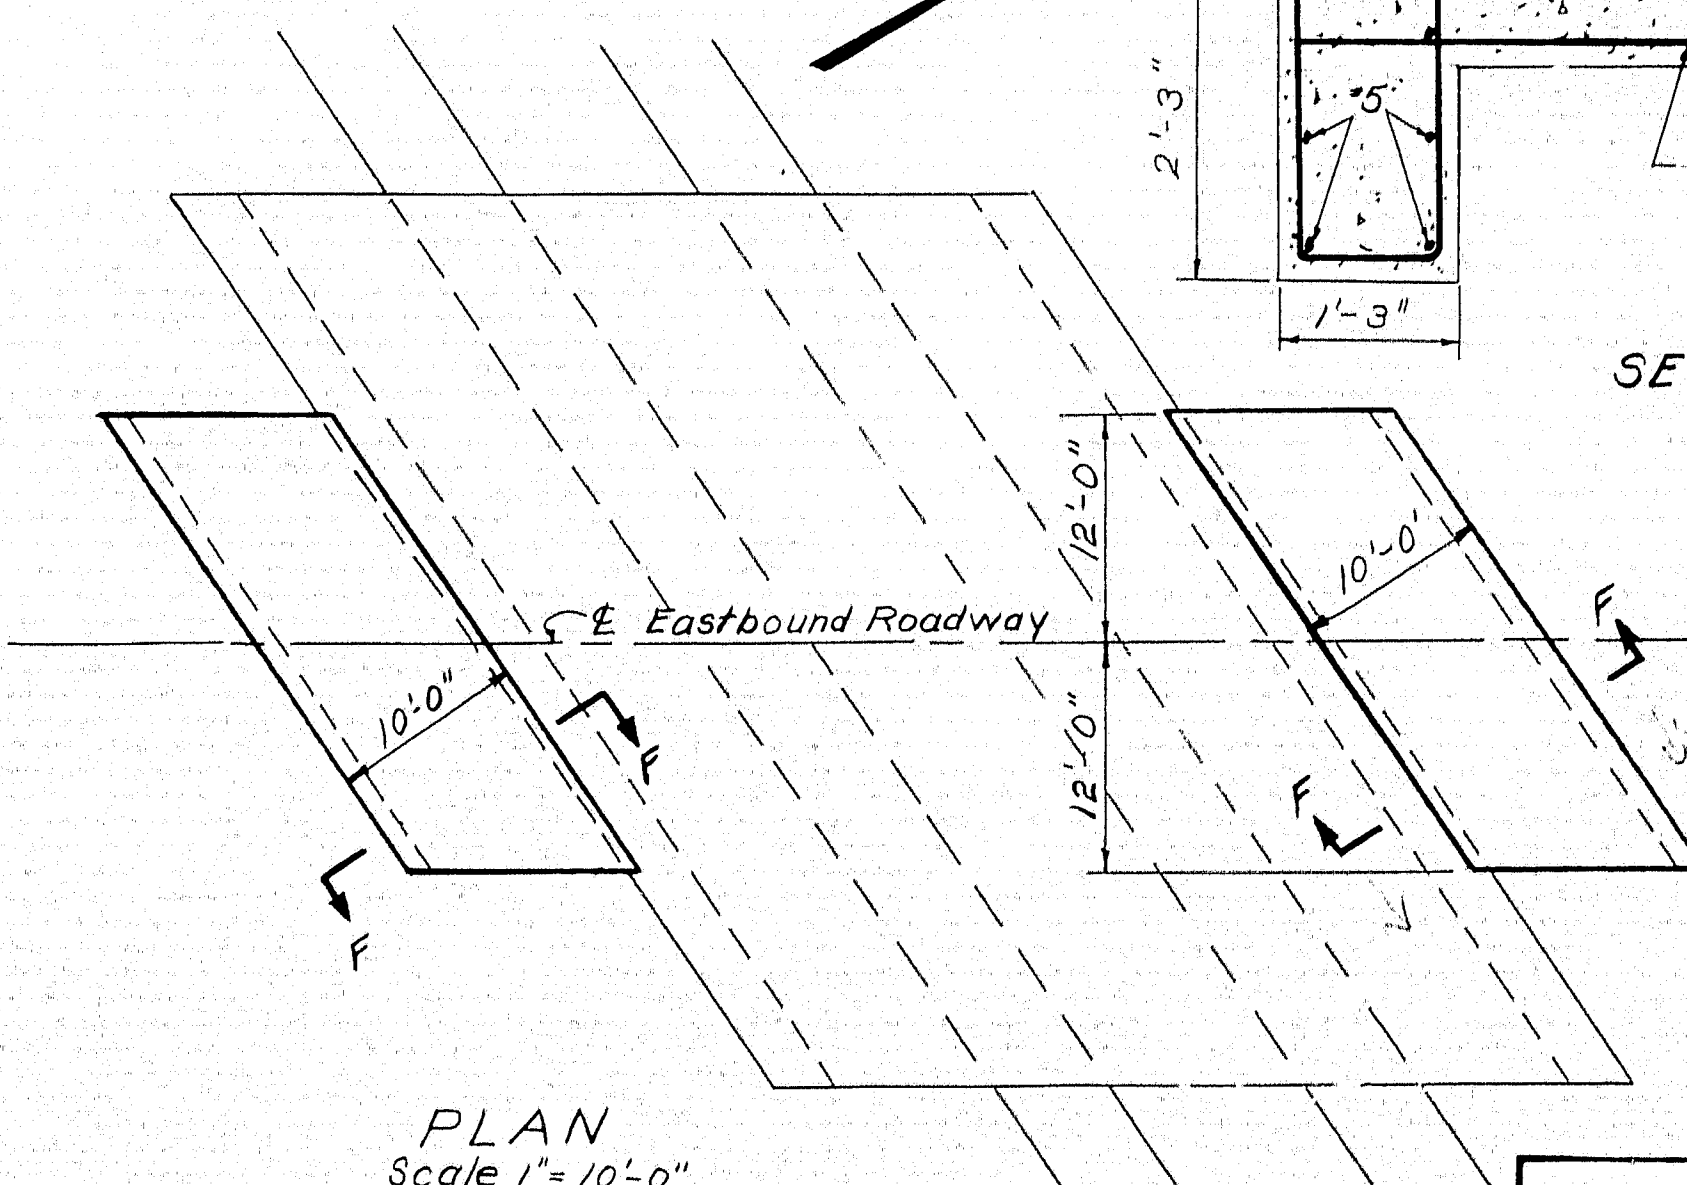 2'-3"
5
1'-3"
SE
12'-0"
10'-0'
F
℄ Eastbound Roadway
10'-0"
F
12'-0"
F
F
PLAN
Scale 1"=10'-0"